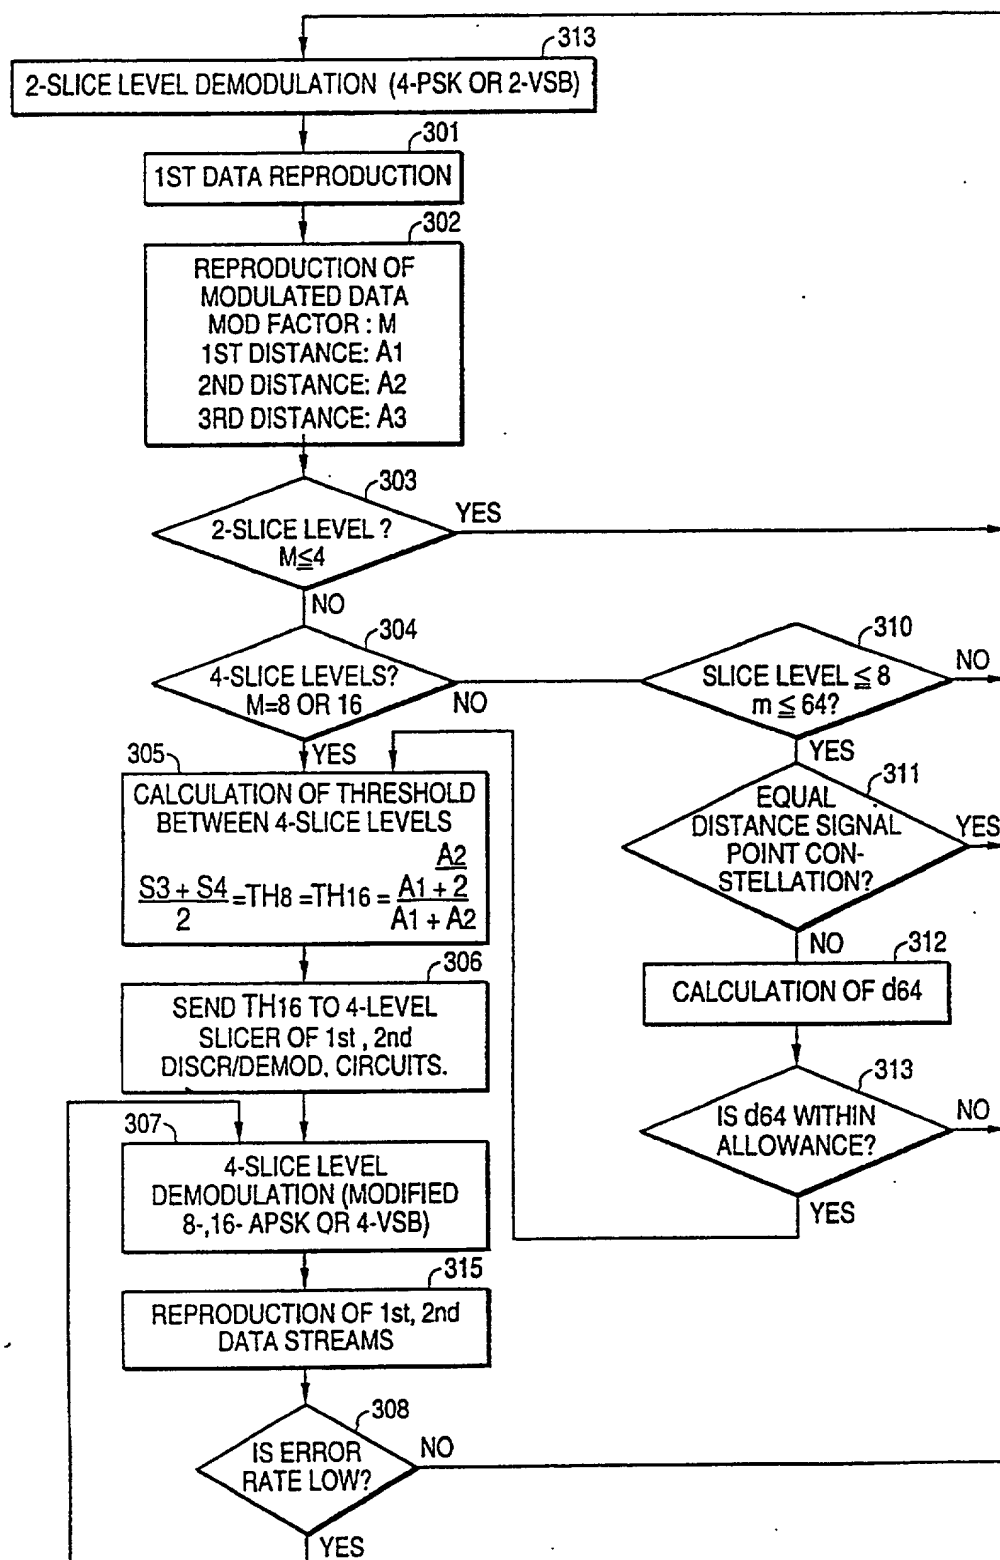 313
2-SLICE LEVEL DEMODULATION (4-PSK OR 2-VSB)
301
1ST DATA REPRODUCTION
302
REPRODUCTION OF
MODULATED DATA
MOD FACTOR : M
1ST DISTANCE: A1
2ND DISTANCE: A2
3RD DISTANCE: A3
303
2-SLICE LEVEL ?
M≦4
YES
NO
304
4-SLICE LEVELS?
M=8 OR 16
NO
YES
310
SLICE LEVEL ≦ 8
m ≦ 64?
NO
YES
311
EQUAL
DISTANCE SIGNAL
POINT CON-
STELLATION?
YES
NO
312
CALCULATION OF d64
313
IS d64 WITHIN
ALLOWANCE?
NO
YES
305
CALCULATION OF THRESHOLD
BETWEEN 4-SLICE LEVELS
A2
S3 + S4 =TH8 =TH16 = A1 + 2
2 A1 + A2
306
SEND TH16 TO 4-LEVEL
SLICER OF 1st , 2nd
DISCR/DEMOD. CIRCUITS.
307
4-SLICE LEVEL
DEMODULATION (MODIFIED
8-,16- APSK OR 4-VSB)
315
REPRODUCTION OF 1st, 2nd
DATA STREAMS
308
IS ERROR
RATE LOW?
NO
YES